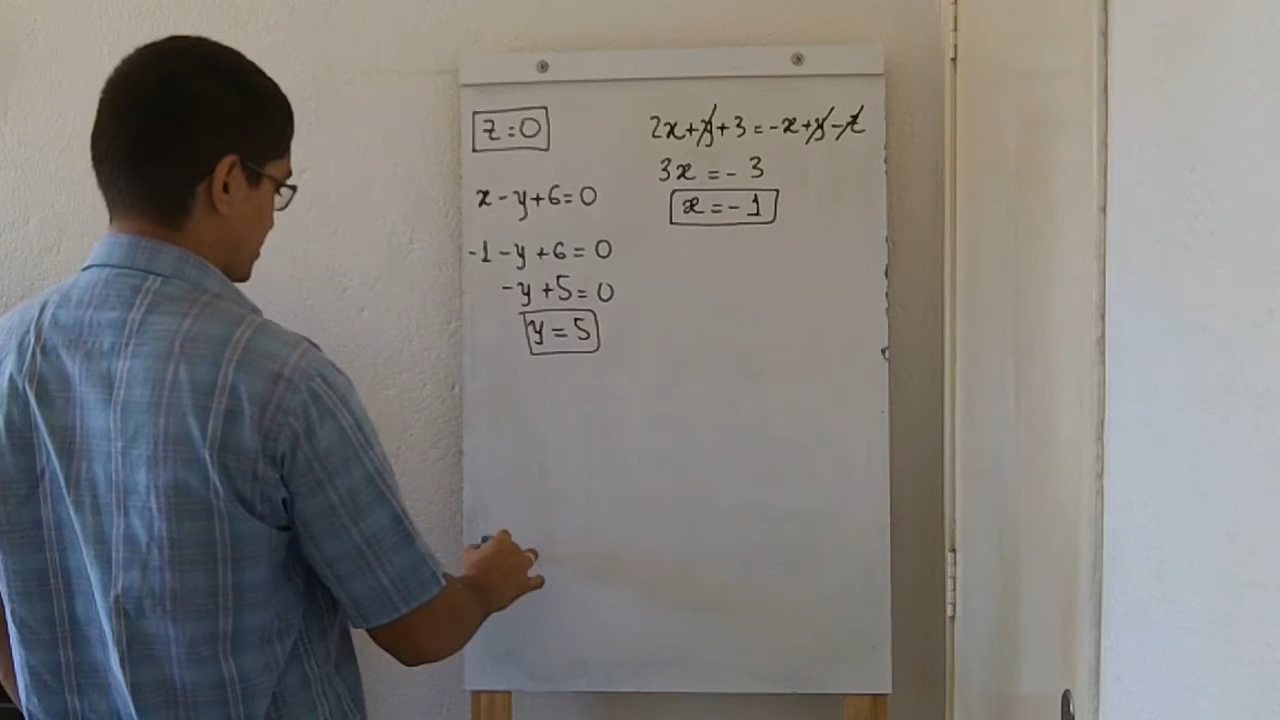 z=0
x-y+6=0
-1-y+6=0
-y+5=0
y=5
2x+y+3=-x+y-z
3x=-3
x=-1